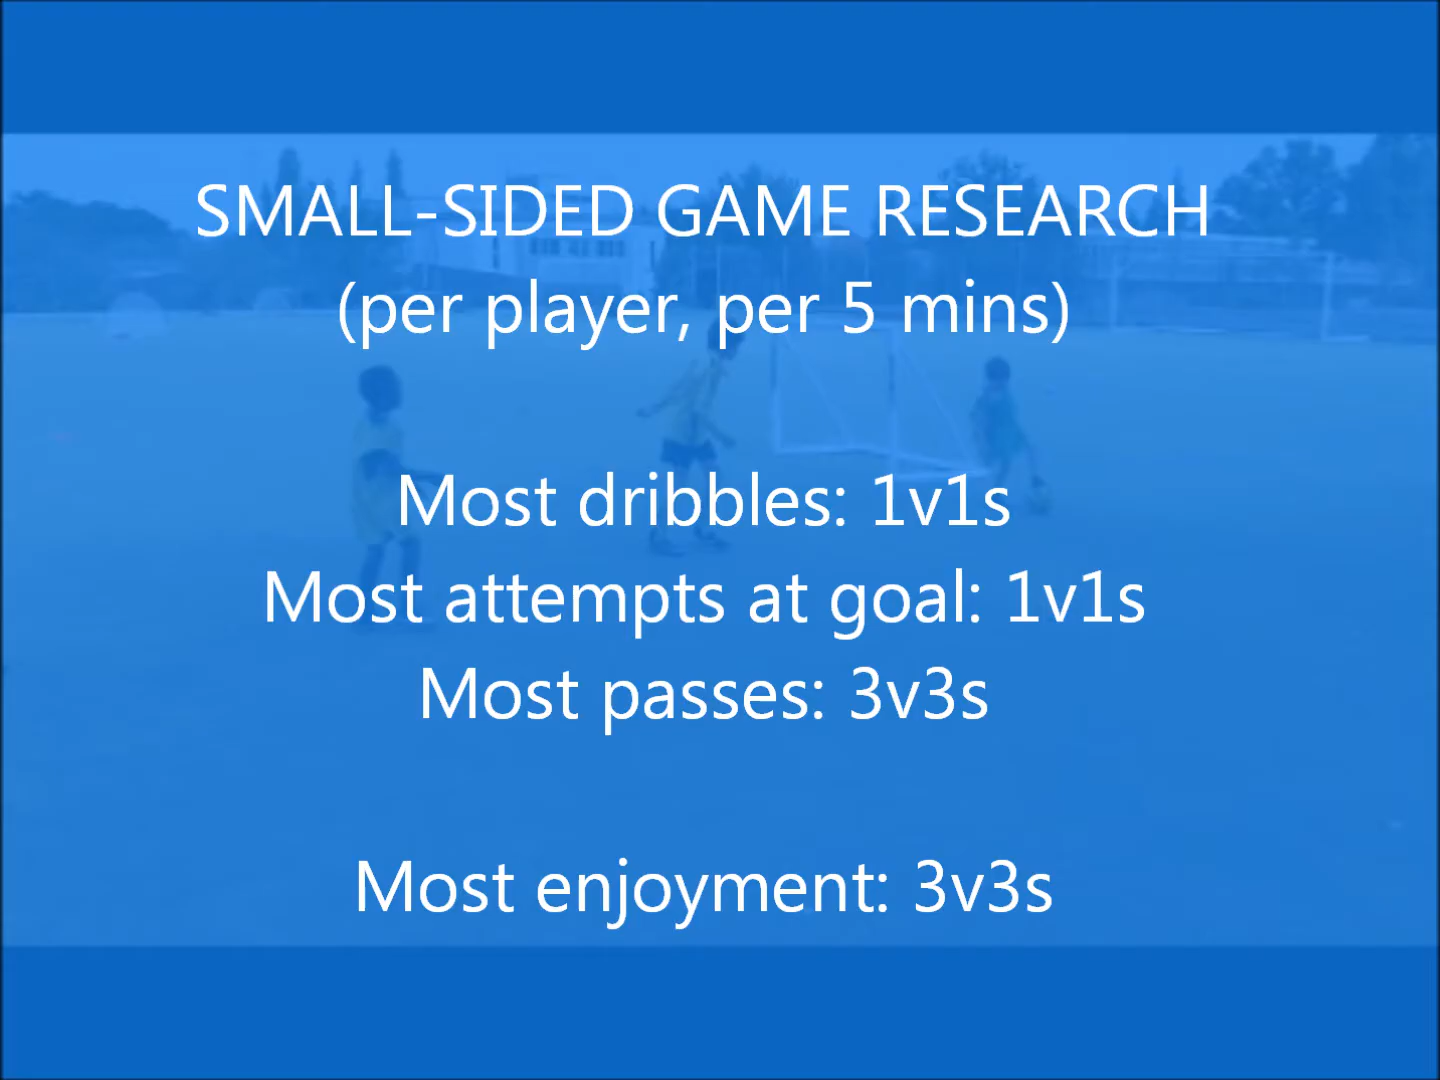 SMALL-SIDED GAME RESEARCH
(per player, per 5 mins)
Most dribbles: 1v1s
Most attempts at goal: 1v1s
Most passes: 3v3s
Most enjoyment: 3v3s